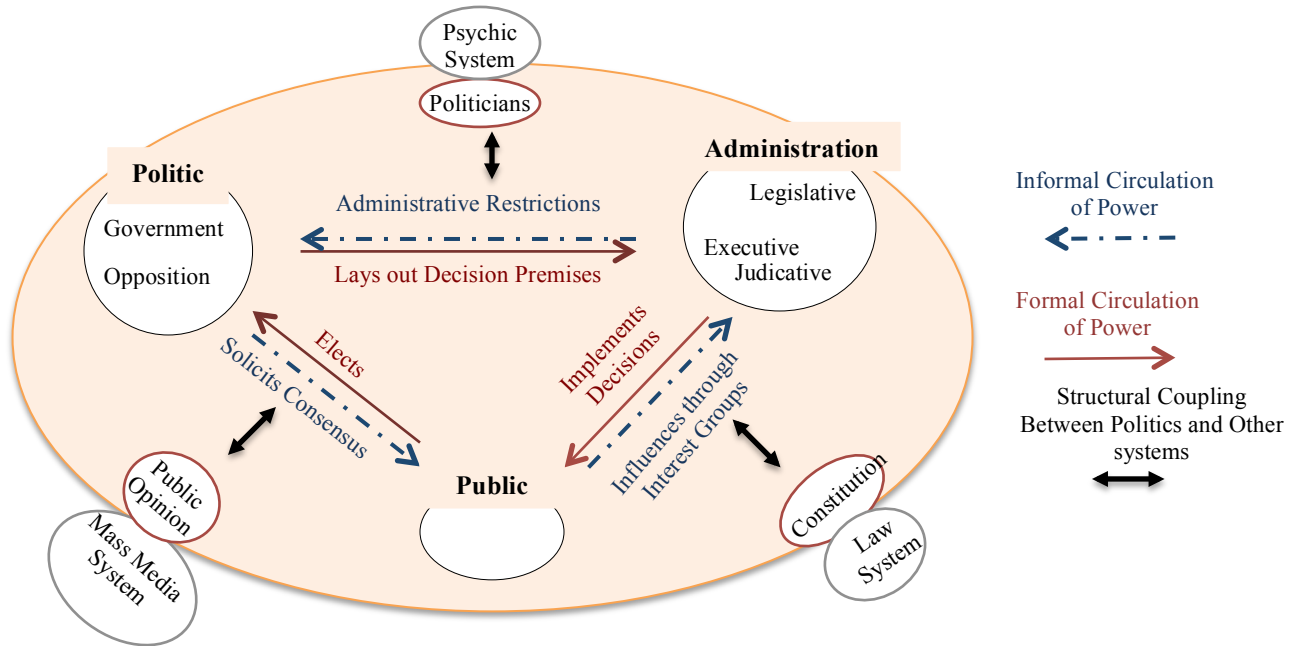 Psychic
System
Politicians
Politic
Government
Opposition
Administration
Legislative
Executive
Judicative
Administrative Restrictions
Lays out Decision Premises
Elects
Solicits Consensus
Implements
Decisions
Influences through
Interest Groups
Public
Public
Opinion
Mass Media
System
Constitution
Law
System
Informal Circulation
of Power
Formal Circulation
of Power
Structural Coupling
Between Politics and Other
systems